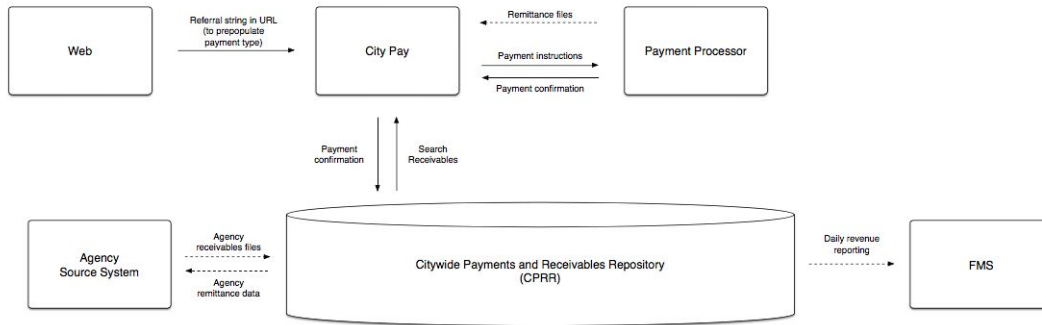 Web
Referral string in URL
(to prepopulate
payment type)
City Pay
Remittance files
Payment instructions
Payment confirmation
Payment Processor
Payment
confirmation
Search
Receivables
Agency
Source System
Agency
receivables files
Agency
remittance data
Citywide Payments and Receivables Repository
(CPRR)
Daily revenue
reporting
FMS